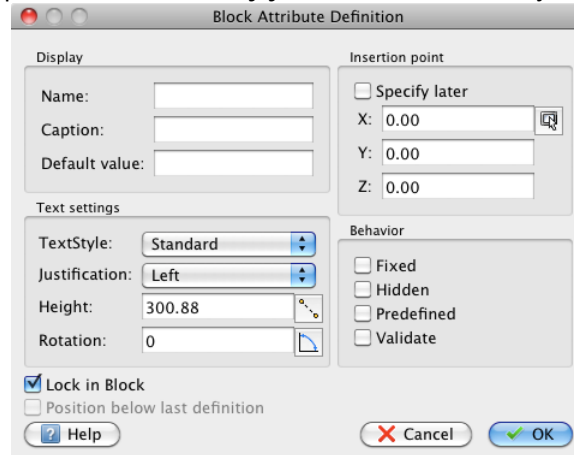 Block Attribute Definition
Display
Name:
Caption:
Default value:
Text settings
TextStyle: Standard
Justification: Left
Height: 300.88
Rotation: 0
Lock in Block
Position below last definition
Help
Insertion point
Specify later
X: 0.00
Y: 0.00
Z: 0.00
Behavior
Fixed
Hidden
Predefined
Validate
Cancel
OK